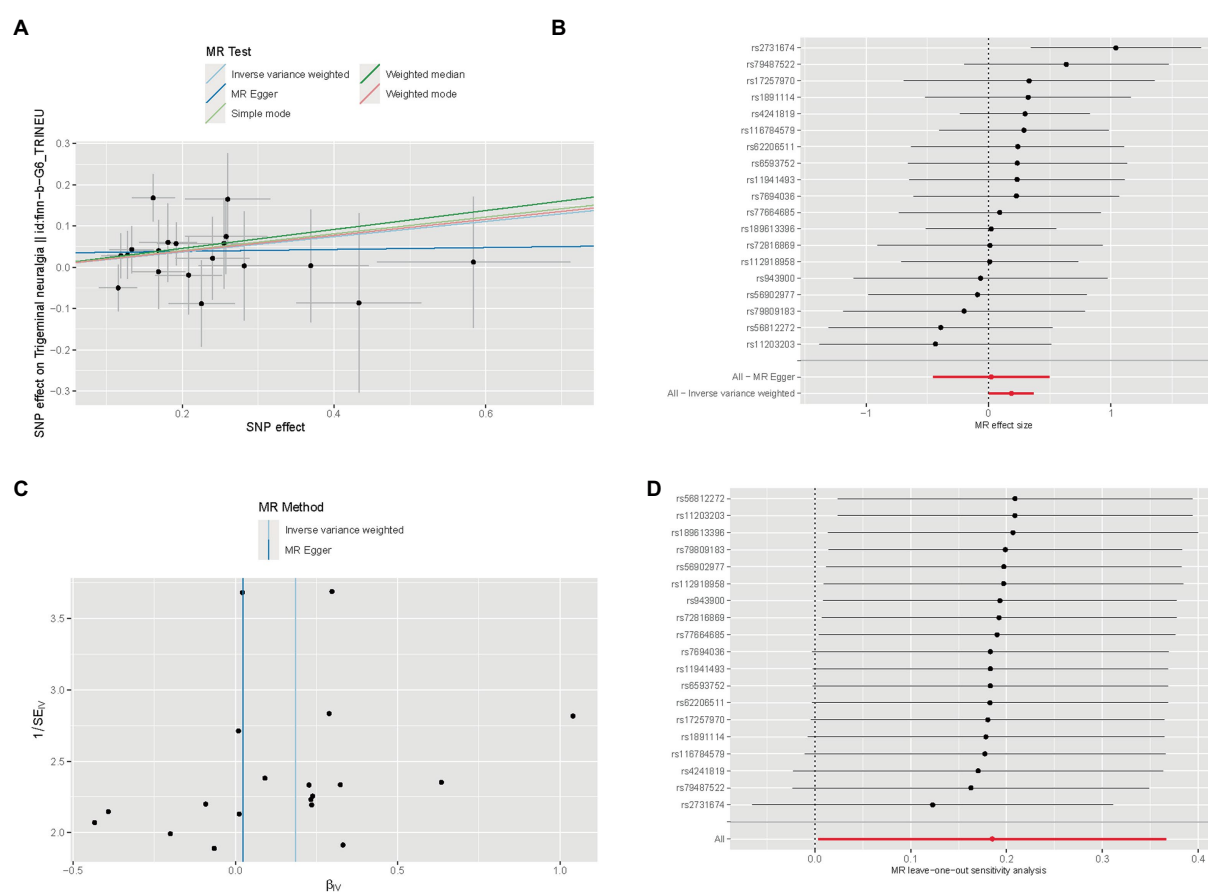 A
MR Test
Inverse variance weighted
MR Egger
Simple mode
Weighted median
Weighted mode
SNP effect on Trigeminal neuralgia || id:finn-b-G6_TRINEU
0.3
0.2
0.1
0.0
−0.1
−0.2
−0.3
0.2
0.4
0.6
SNP effect
B
rs2731674
rs79487522
rs17257970
rs1891114
rs4241819
rs116784579
rs62206511
rs6593752
rs11941493
rs7694036
rs77664685
rs189613396
rs72816869
rs112918958
rs943900
rs56902977
rs79809183
rs56812272
rs11203203
All − MR Egger
All − Inverse variance weighted
−1
0
1
MR effect size
C
MR Method
Inverse variance weighted
MR Egger
1/SEIV
3.5
3.0
2.5
2.0
−0.5
0.0
0.5
1.0
βIV
D
rs56812272
rs11203203
rs189613396
rs79809183
rs56902977
rs112918958
rs943900
rs72816869
rs77664685
rs7694036
rs11941493
rs6593752
rs62206511
rs17257970
rs1891114
rs116784579
rs4241819
rs79487522
rs2731674
All
0.0
0.1
0.2
0.3
0.4
MR leave−one−out sensitivity analysis